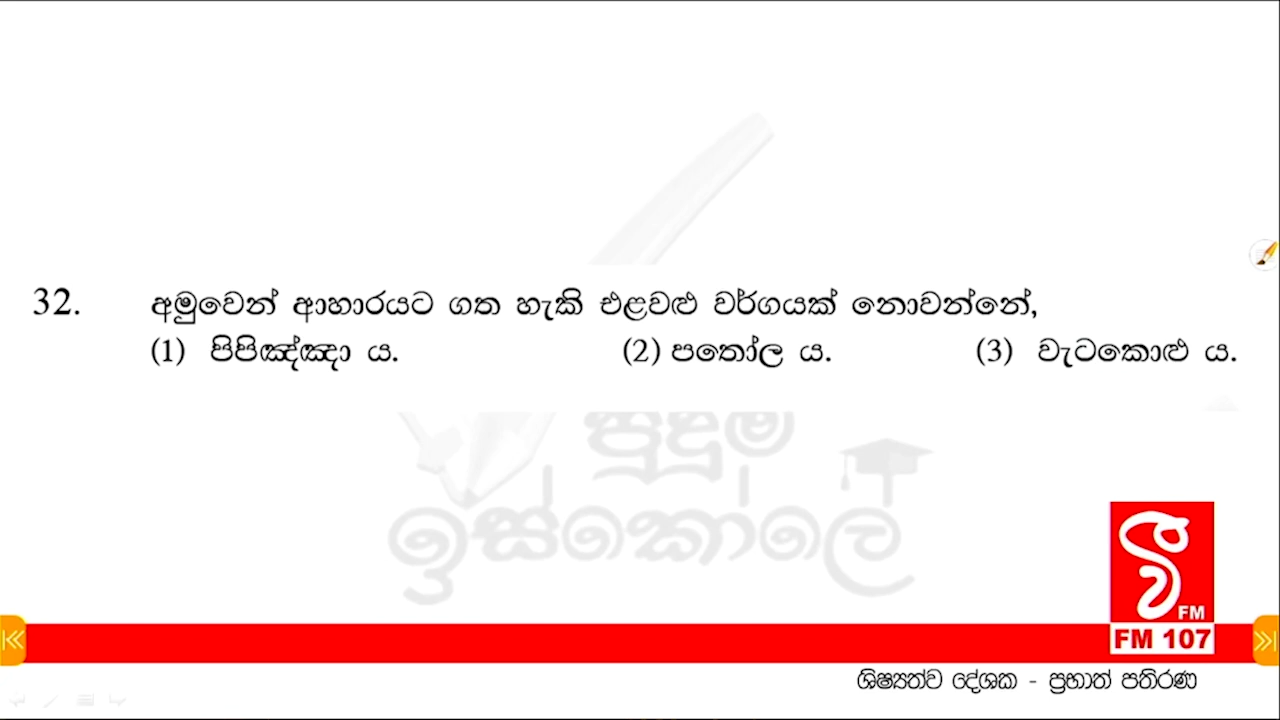 32. අමුවෙන් ආහාරයට ගත හැකි එළවළු වර්ගයක් නොවන්නේ,
(1) පිපිඤ්ඤා ය. (2) පතෝල ය. (3) වැටකොළු ය.
පුදුම
ඉස්කෝලේ
වී FM
FM 107
ශිෂ්‍යත්ව දේශක - ප්‍රභාත් පතිරණ